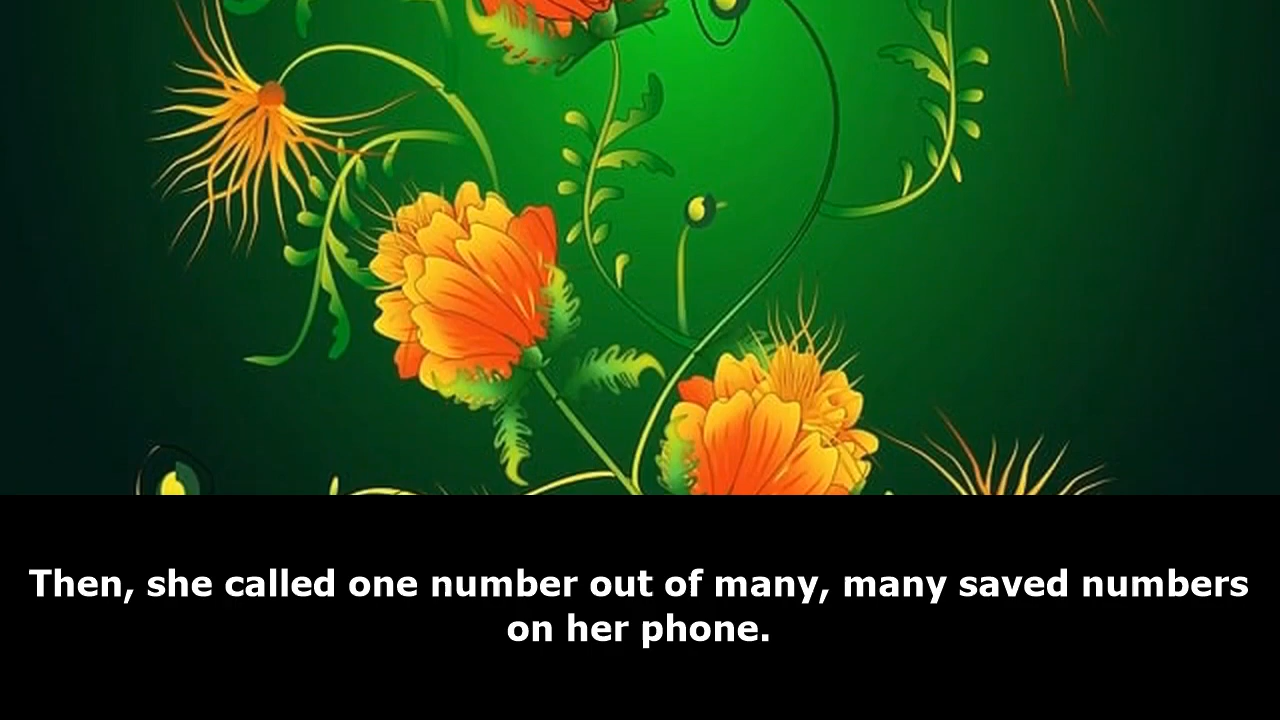 Then, she called one number out of many, many saved numbers
on her phone.